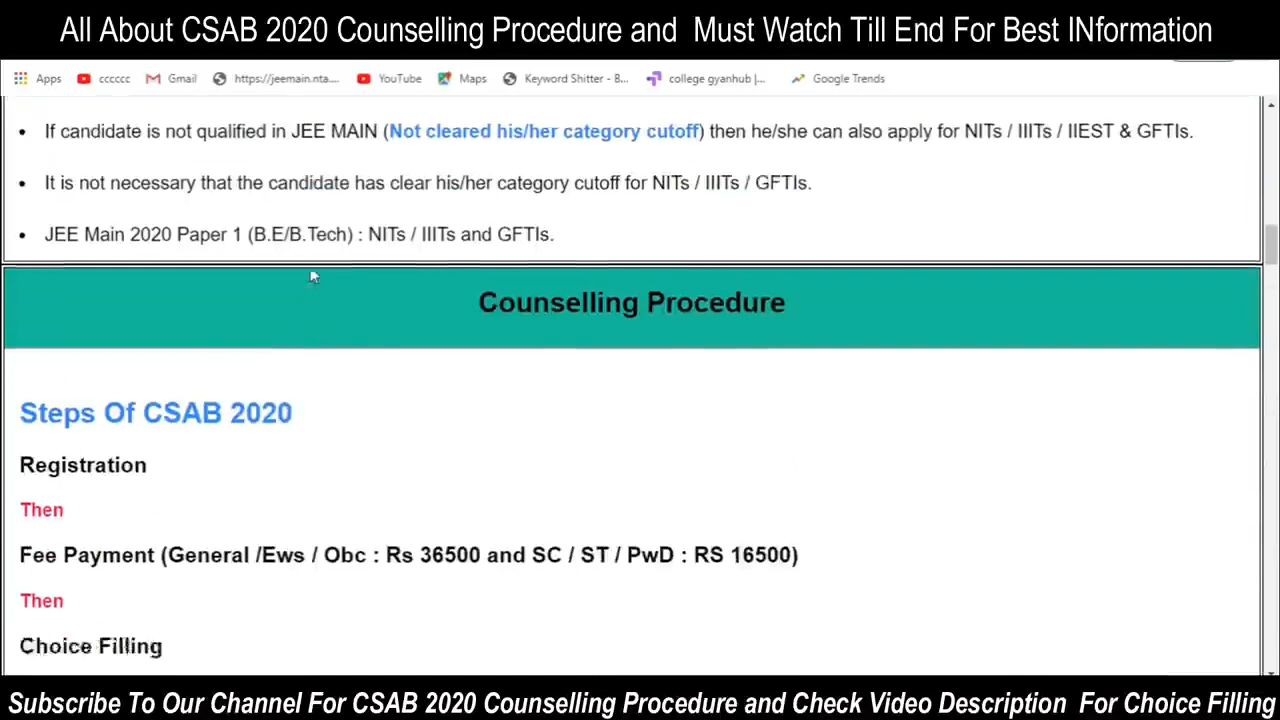 All About CSAB 2020 Counselling Procedure and Must Watch Till End For Best INformation
Apps cccccc Gmail https://jeemain.nta.... YouTube Maps Keyword Shitter - B... college gyanhub |... Google Trends
• If candidate is not qualified in JEE MAIN (Not cleared his/her category cutoff) then he/she can also apply for NITs / IIITs / IIEST & GFTIs.
• It is not necessary that the candidate has clear his/her category cutoff for NITs / IIITs / GFTIs.
• JEE Main 2020 Paper 1 (B.E/B.Tech) : NITs / IIITs and GFTIs.
Counselling Procedure
Steps Of CSAB 2020
Registration
Then
Fee Payment (General /Ews / Obc : Rs 36500 and SC / ST / PwD : RS 16500)
Then
Choice Filling
Subscribe To Our Channel For CSAB 2020 Counselling Procedure and Check Video Description For Choice Filling